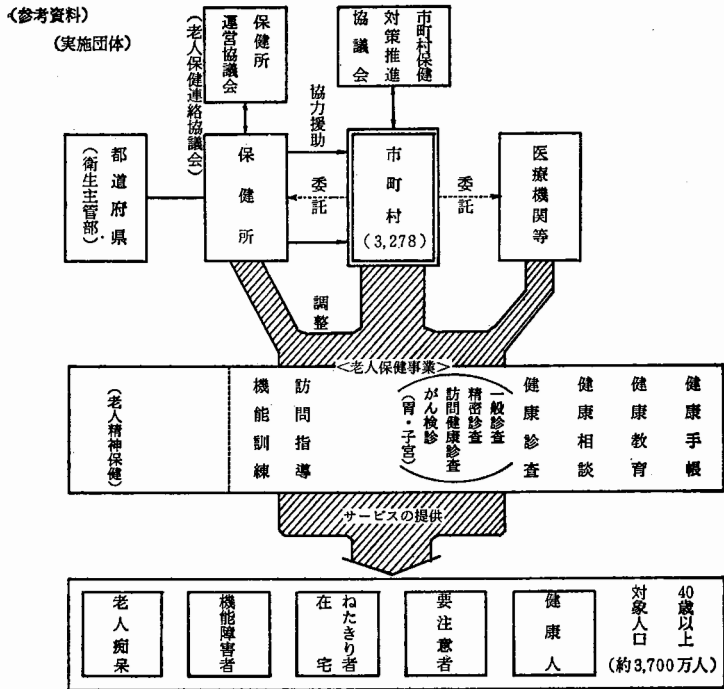 (参考資料)
(実施団体)
保健所
運営協議会
(老人保健連絡協議会)
市町村保健
対策推進
協議会
協力援助
都道府県
(衛生主管部)
保健所
委託
市町村
(3,278)
委託
医療機関等
調整
<老人保健事業>
健康手帳
健康教育
健康相談
健康診査
一般診査
精密診査
訪問健康診査
がん検診
(胃・子宮)
訪問指導
機能訓練
(老人精神保健)
サービスの提供
40歳以上
対象人口
(約3,700万人)
健康人
要注意者
ねたきり者
在宅
機能障害者
老人痴呆